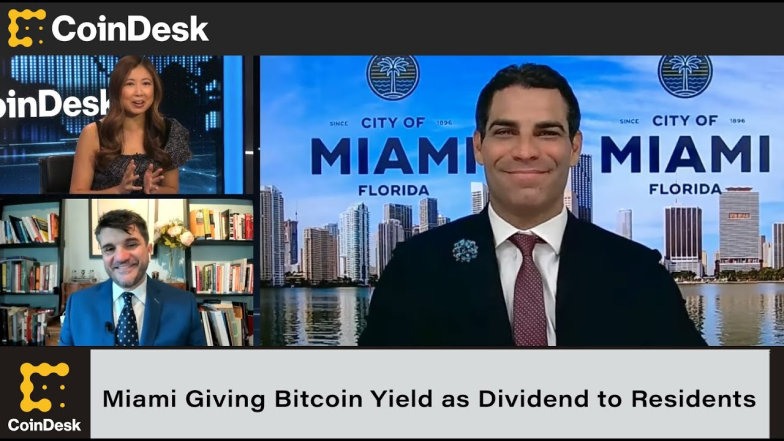 CoinDesk
oinDesk
SINCE CITY OF 1896
MIAMI
FLORIDA
SINCE CITY OF 1896
MIAMI
FLORIDA
CoinDesk
Miami Giving Bitcoin Yield as Dividend to Residents